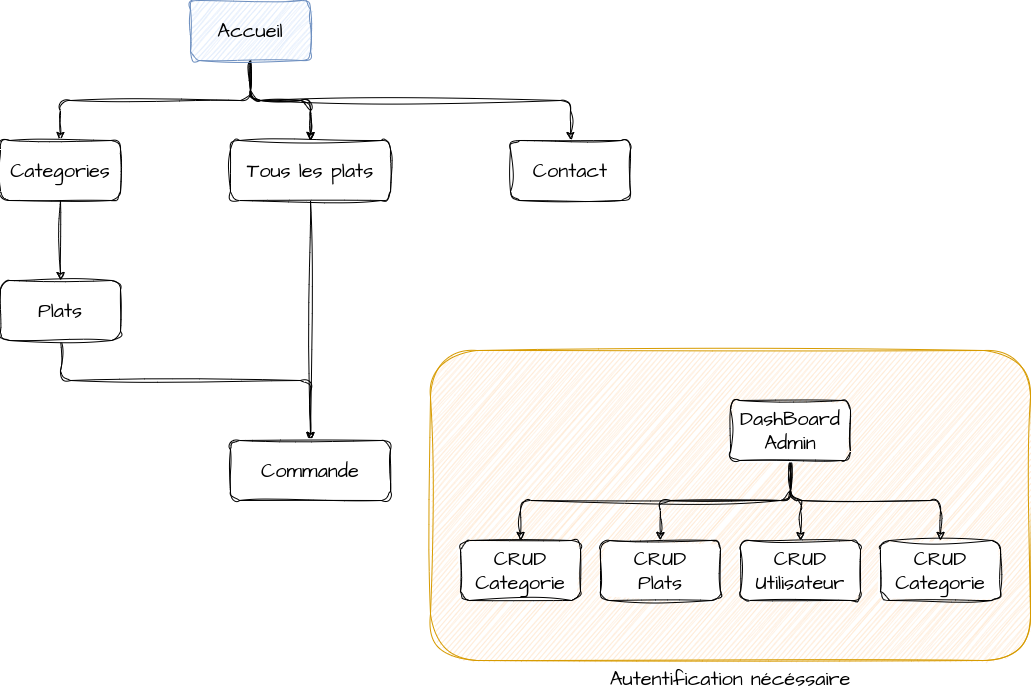 Accueil
Categories
Tous les plats
Contact
Plats
Commande
DashBoard
Admin
CRUD
Categorie
CRUD
Plats
CRUD
Utilisateur
CRUD
Categorie
Autentification nécéssaire